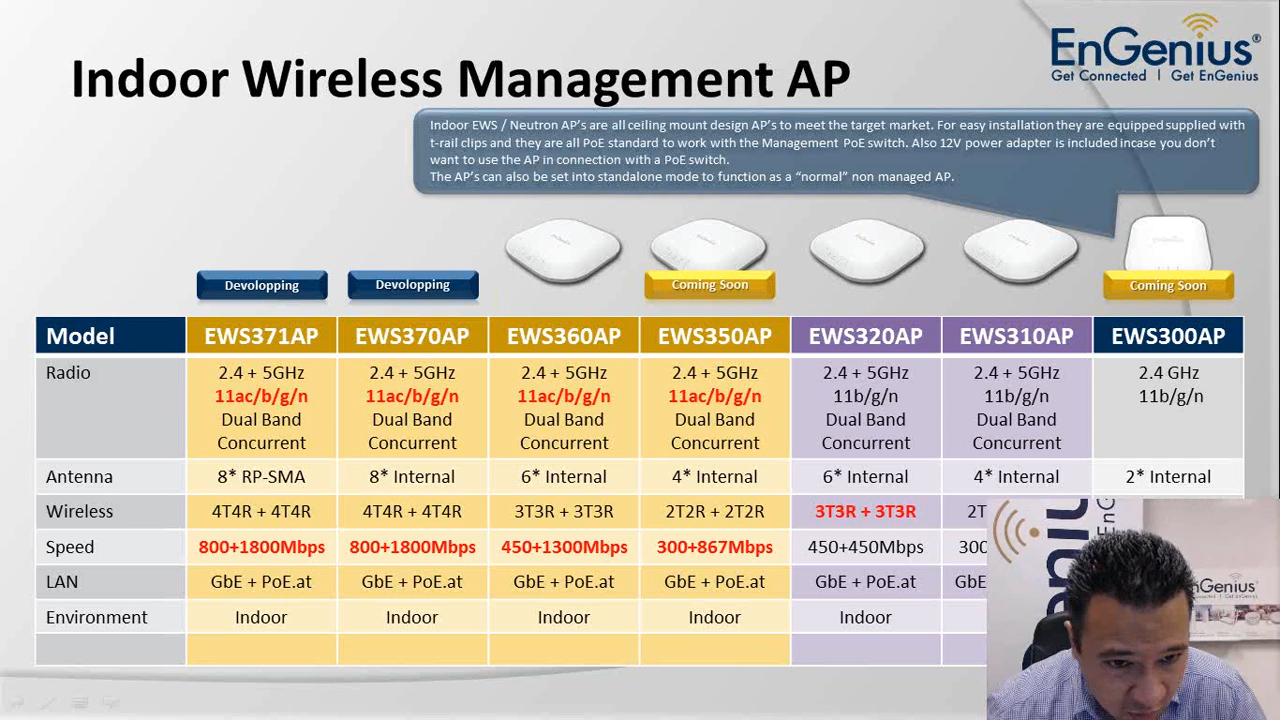 EnGenius®
Get Connected | Get EnGenius
Indoor Wireless Management AP
Indoor EWS / Neutron AP's are all ceiling mount design AP's to meet the target market. For easy installation they are equipped supplied with
t-rail clips and they are all PoE standard to work with the Management PoE switch. Also 12V power adapter is included incase you don't
want to use the AP in connection with a PoE switch.
The AP's can also be set into standalone mode to function as a “normal” non managed AP.
Devolopping Devolopping Coming Soon Coming Soon
Model EWS371AP EWS370AP EWS360AP EWS350AP EWS320AP EWS310AP EWS300AP
Radio 2.4 + 5GHz 2.4 + 5GHz 2.4 + 5GHz 2.4 + 5GHz 2.4 + 5GHz 2.4 + 5GHz 2.4 GHz
11ac/b/g/n 11ac/b/g/n 11ac/b/g/n 11ac/b/g/n 11b/g/n 11b/g/n 11b/g/n
Dual Band Dual Band Dual Band Dual Band Dual Band Dual Band
Concurrent Concurrent Concurrent Concurrent Concurrent Concurrent
Antenna 8* RP-SMA 8* Internal 6* Internal 4* Internal 6* Internal 4* Internal 2* Internal
Wireless 4T4R + 4T4R 4T4R + 4T4R 3T3R + 3T3R 2T2R + 2T2R 3T3R + 3T3R 2T
Speed 800+1800Mbps 800+1800Mbps 450+1300Mbps 300+867Mbps 450+450Mbps 300
LAN GbE + PoE.at GbE + PoE.at GbE + PoE.at GbE + PoE.at GbE + PoE.at GbE
Environment Indoor Indoor Indoor Indoor Indoor